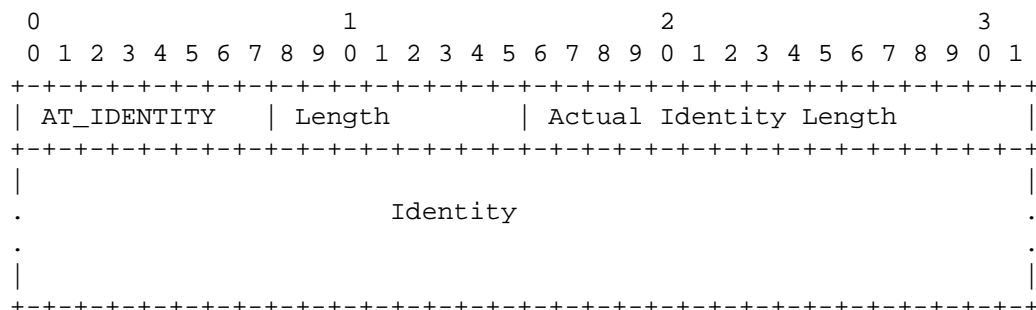 0                   1                   2                   3
 0 1 2 3 4 5 6 7 8 9 0 1 2 3 4 5 6 7 8 9 0 1 2 3 4 5 6 7 8 9 0 1
+-+-+-+-+-+-+-+-+-+-+-+-+-+-+-+-+-+-+-+-+-+-+-+-+-+-+-+-+-+-+-+-+
| AT_IDENTITY   | Length        | Actual Identity Length        |
+-+-+-+-+-+-+-+-+-+-+-+-+-+-+-+-+-+-+-+-+-+-+-+-+-+-+-+-+-+-+-+-+
|                                                               |
.                       Identity                                .
.                                                               .
|                                                               |
+-+-+-+-+-+-+-+-+-+-+-+-+-+-+-+-+-+-+-+-+-+-+-+-+-+-+-+-+-+-+-+-+